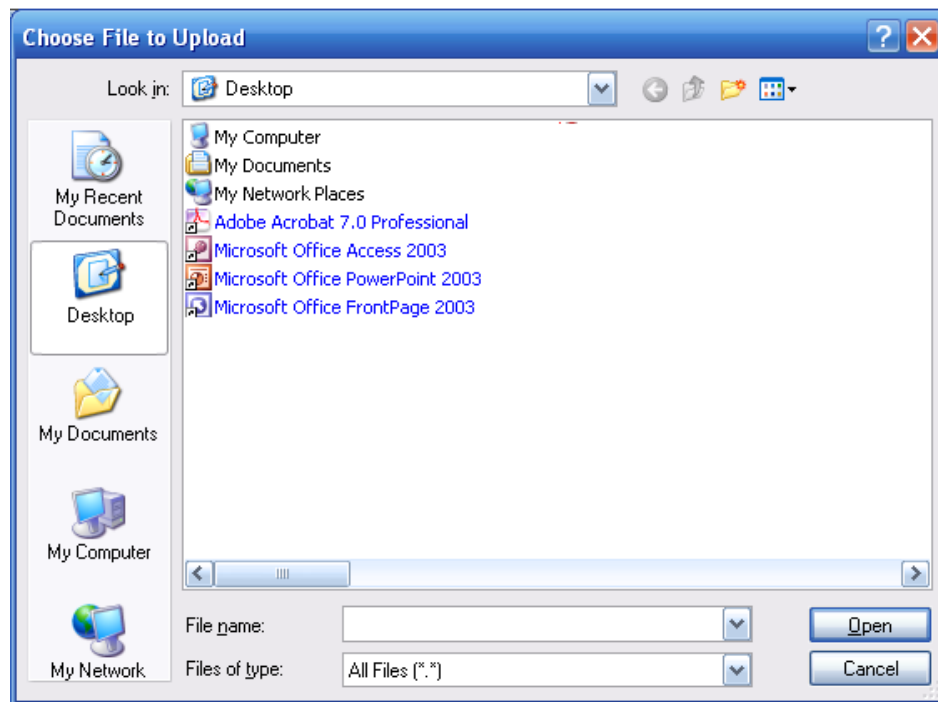 Choose File to Upload
Look in:
Desktop
My Recent
Documents
Desktop
My Documents
My Computer
My Network
My Computer
My Documents
My Network Places
Adobe Acrobat 7.0 Professional
Microsoft Office Access 2003
Microsoft Office PowerPoint 2003
Microsoft Office FrontPage 2003
File name:
Open
Files of type:
All Files (*.*)
Cancel